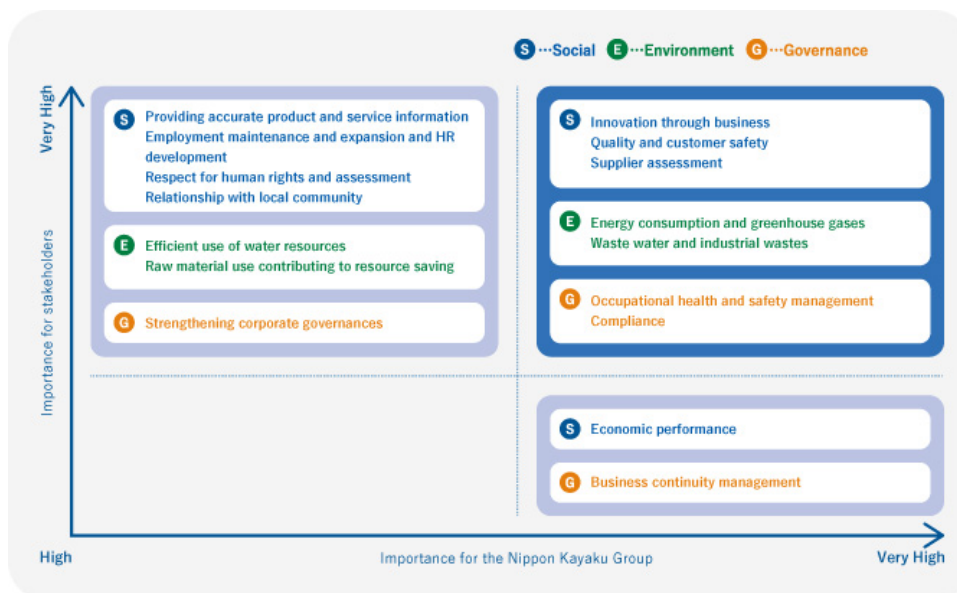 S ···Social E ···Environment G ···Governance
Very High
Importance for stakeholders
S Providing accurate product and service information
Employment maintenance and expansion and HR
development
Respect for human rights and assessment
Relationship with local community
E Efficient use of water resources
Raw material use contributing to resource saving
G Strengthening corporate governances
S Innovation through business
Quality and customer safety
Supplier assessment
E Energy consumption and greenhouse gases
Waste water and industrial wastes
G Occupational health and safety management
Compliance
S Economic performance
G Business continuity management
High
Importance for the Nippon Kayaku Group
Very High